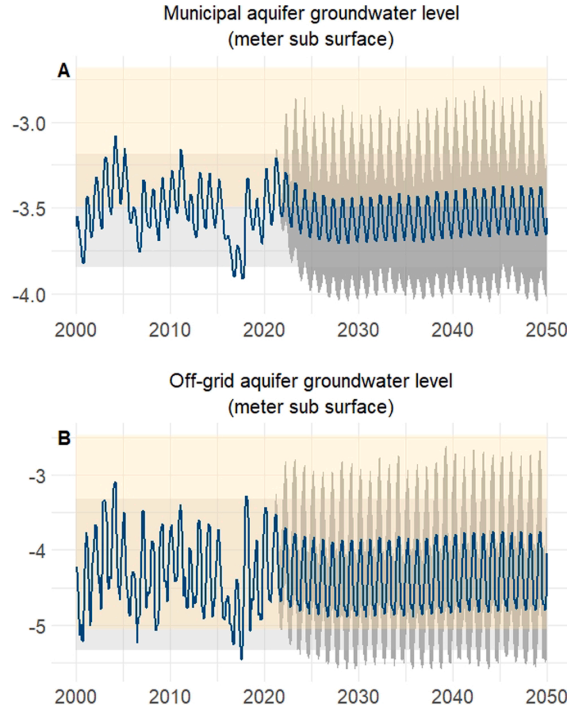 Municipal aquifer groundwater level
(meter sub surface)
A
-3.0
-3.5
-4.0
2000 2010 2020 2030 2040 2050
Off-grid aquifer groundwater level
(meter sub surface)
B
-3
-4
-5
2000 2010 2020 2030 2040 2050